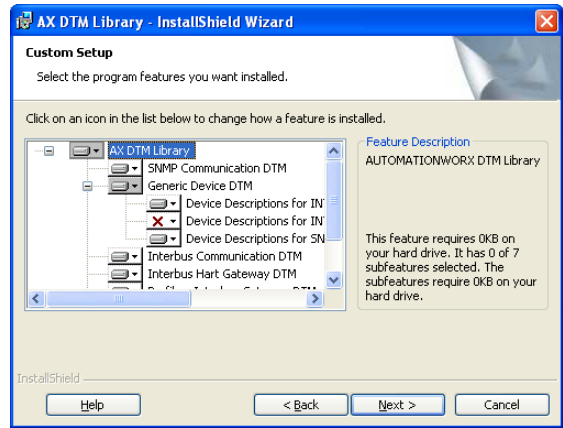 AX DTM Library - InstallShield Wizard
Custom Setup
Select the program features you want installed.
Click on an icon in the list below to change how a feature is installed.
AX DTM Library
SNMP Communication DTM
Generic Device DTM
Device Descriptions for IN
Device Descriptions for IN
Device Descriptions for SN
Interbus Communication DTM
Interbus Hart Gateway DTM
Feature Description
AUTOMATIONWORX DTM Library
This feature requires 0KB on
your hard drive. It has 0 of 7
subfeatures selected. The
subfeatures require 0KB on your
hard drive.
InstallShield
Help
< Back
Next >
Cancel